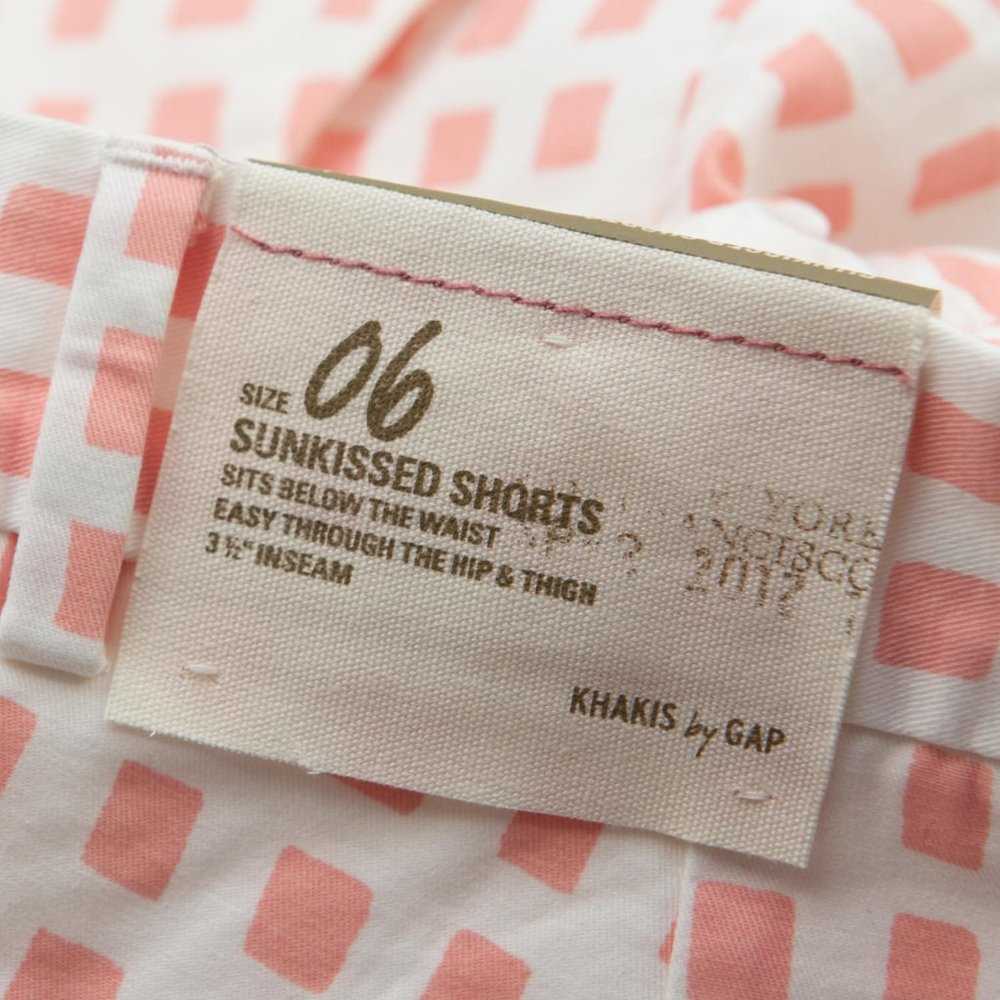 SIZE 06
SUNKISSED SHORTS
SITS BELOW THE WAIST
EASY THROUGH THE HIP & THIGH
3 ½" INSEAM
KHAKIS by GAP